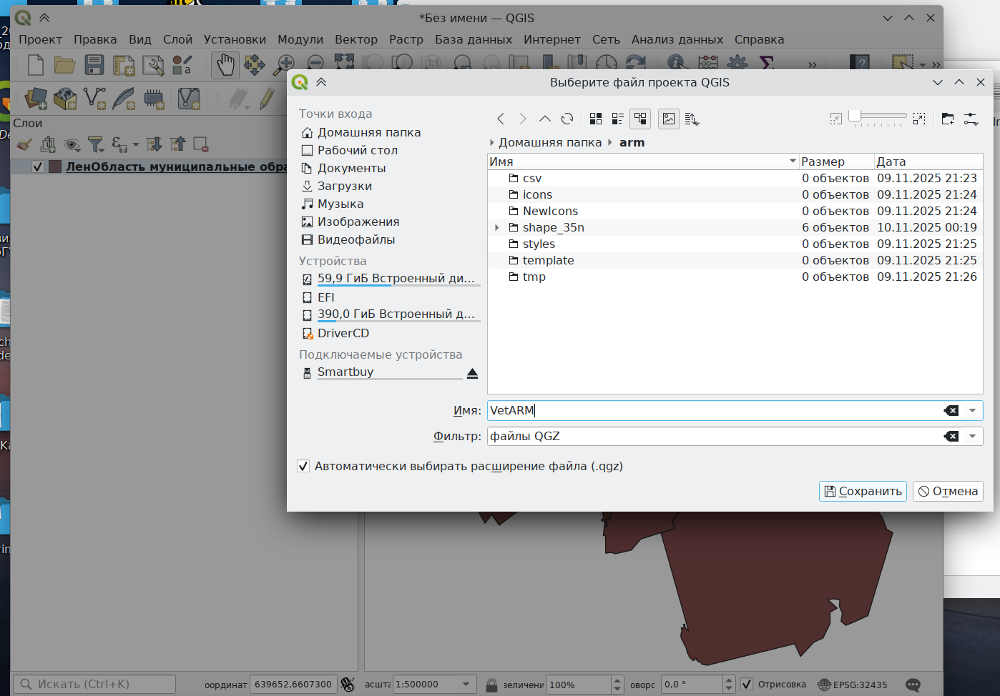 *Без имени — QGIS
Проект Правка Вид Слой Установки Модули Вектор Растр База данных Интернет Сеть Анализ данных Справка
Выберите файл проекта QGIS
Слои
ЛенОбласть муниципальные обра
Точки входа
Домашняя папка
Рабочий стол
Документы
Загрузки
Музыка
Изображения
Видеофайлы
Устройства
59,9 ГиБ Встроенный ди...
EFI
390,0 ГиБ Встроенный д...
DriverCD
Подключаемые устройства
Smartbuy
Домашняя папка arm
Имя Размер Дата
csv 0 объектов 09.11.2025 21:23
icons 0 объектов 09.11.2025 21:24
NewIcons 0 объектов 09.11.2025 21:24
shape_35n 6 объектов 10.11.2025 00:19
styles 0 объектов 09.11.2025 21:25
template 0 объектов 09.11.2025 21:25
tmp 0 объектов 09.11.2025 21:26
Имя: VetARM
Фильтр: файлы QGZ
Автоматически выбирать расширение файла (.qgz)
Сохранить Отмена
Искать (Ctrl+K) оординат 639652,6607300 асшта 1:500000 зеличени 100% оворс 0,0 ° Отрисовка EPSG:32435